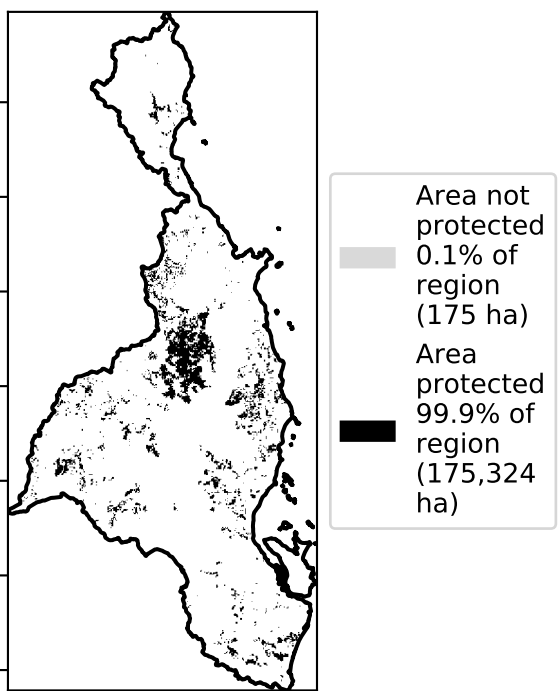 Area not
protected
0.1% of
region
(175 ha)
Area
protected
99.9% of
region
(175,324
ha)